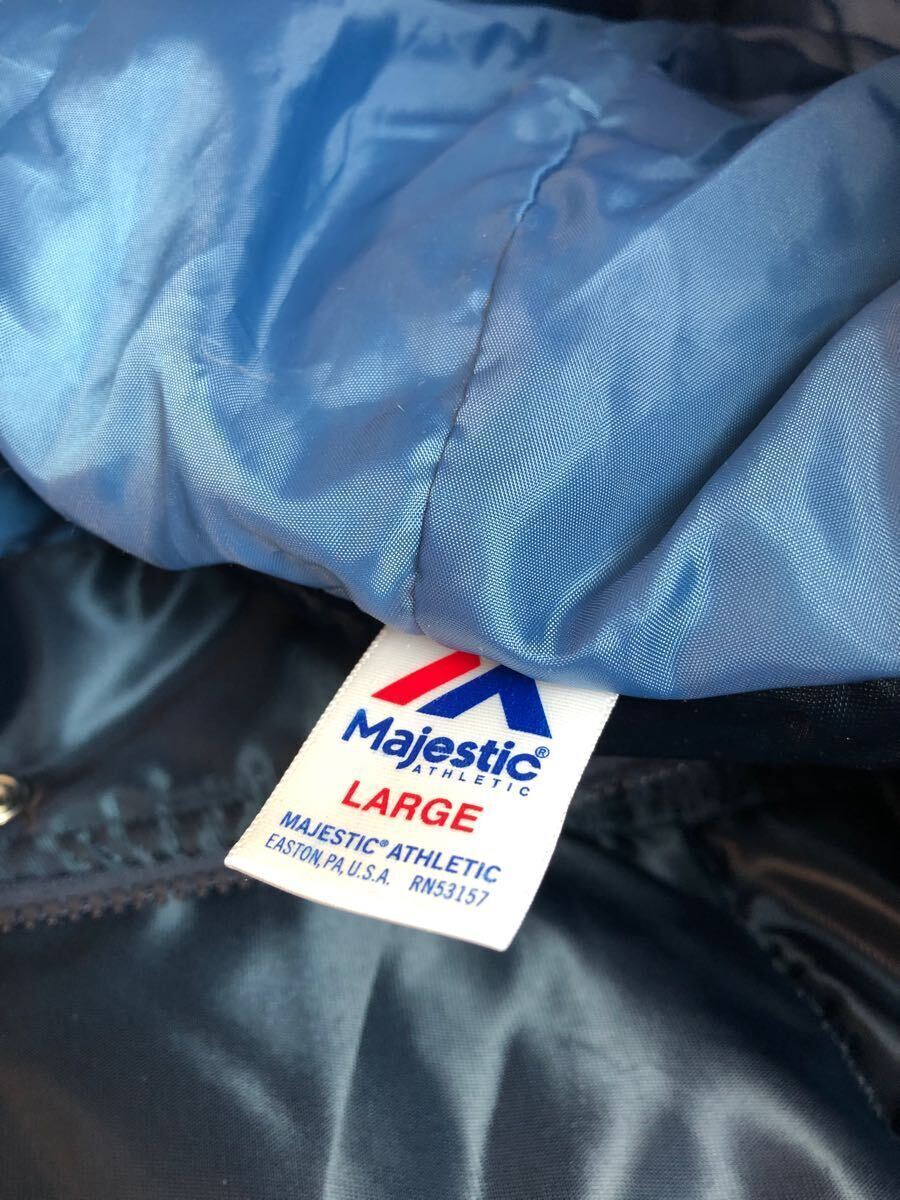 Majestic®
ATHLETIC
LARGE
MAJESTIC® ATHLETIC
EASTON, PA, U.S.A. RN53157